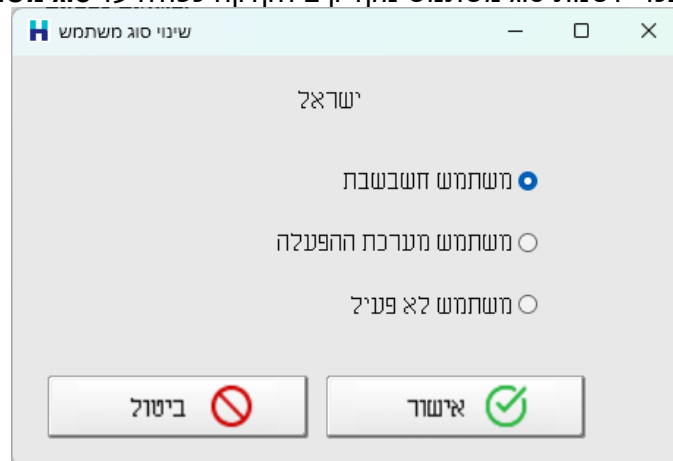 שינוי סוג משתמש
ישראל
משתמש חשבשבת
משתמש מערכת ההפעלה
משתמש לא פעיל
אישור
ביטול